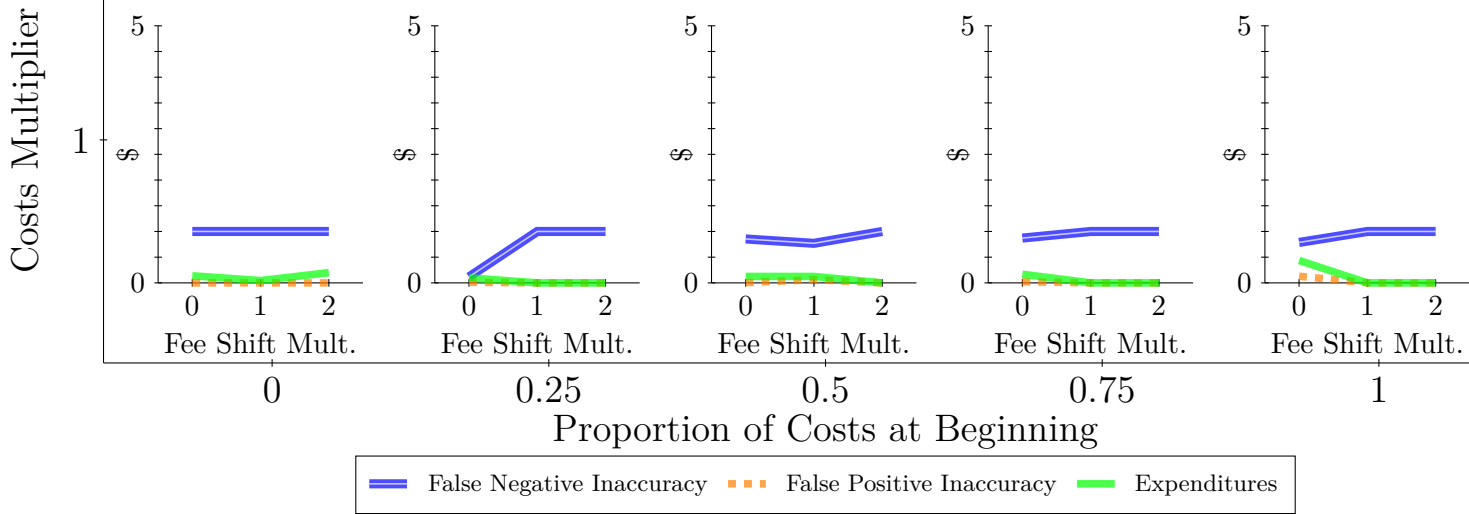 Costs Multiplier
1
5
0
$
0 1 2
Fee Shift Mult.
5
0
$
0 1 2
Fee Shift Mult.
5
0
$
0 1 2
Fee Shift Mult.
5
0
$
0 1 2
Fee Shift Mult.
5
0
$
0 1 2
Fee Shift Mult.
0 0.25 0.5 0.75 1
Proportion of Costs at Beginning
False Negative Inaccuracy False Positive Inaccuracy Expenditures